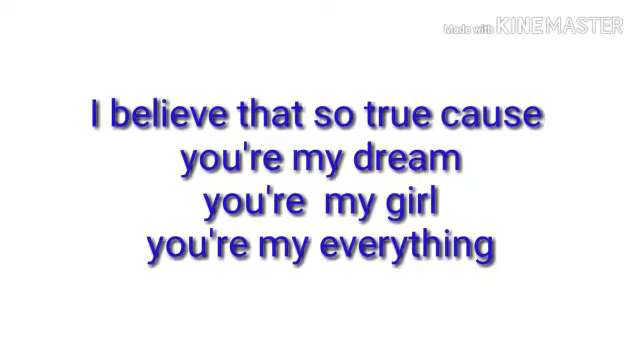 Made with KINEMASTER
I believe that so true cause
you're my dream
you're my girl
you're my everything